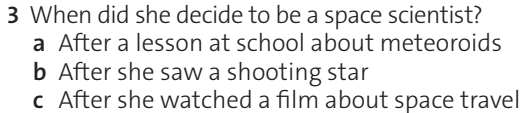 3 When did she decide to be a space scientist?
a After a lesson at school about meteoroids
b After she saw a shooting star
c After she watched a film about space travel